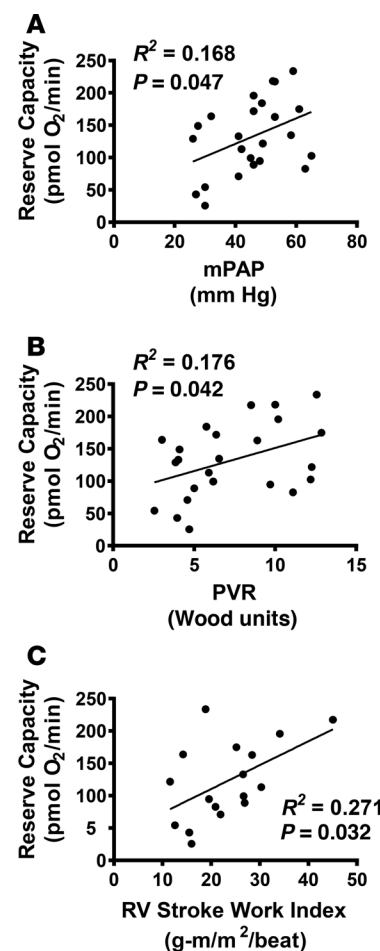 A
R² = 0.168
P = 0.047
Reserve Capacity
(pmol O₂/min)
250
200
150
100
50
0
0 20 40 60 80
mPAP
(mm Hg)
B
R² = 0.176
P = 0.042
Reserve Capacity
(pmol O₂/min)
250
200
150
100
50
0
0 5 10 15
PVR
(Wood units)
C
Reserve Capacity
(pmol O₂/min)
250
200
150
100
5
0
R² = 0.271
P = 0.032
0 10 20 30 40 50
RV Stroke Work Index
(g-m/m²/beat)